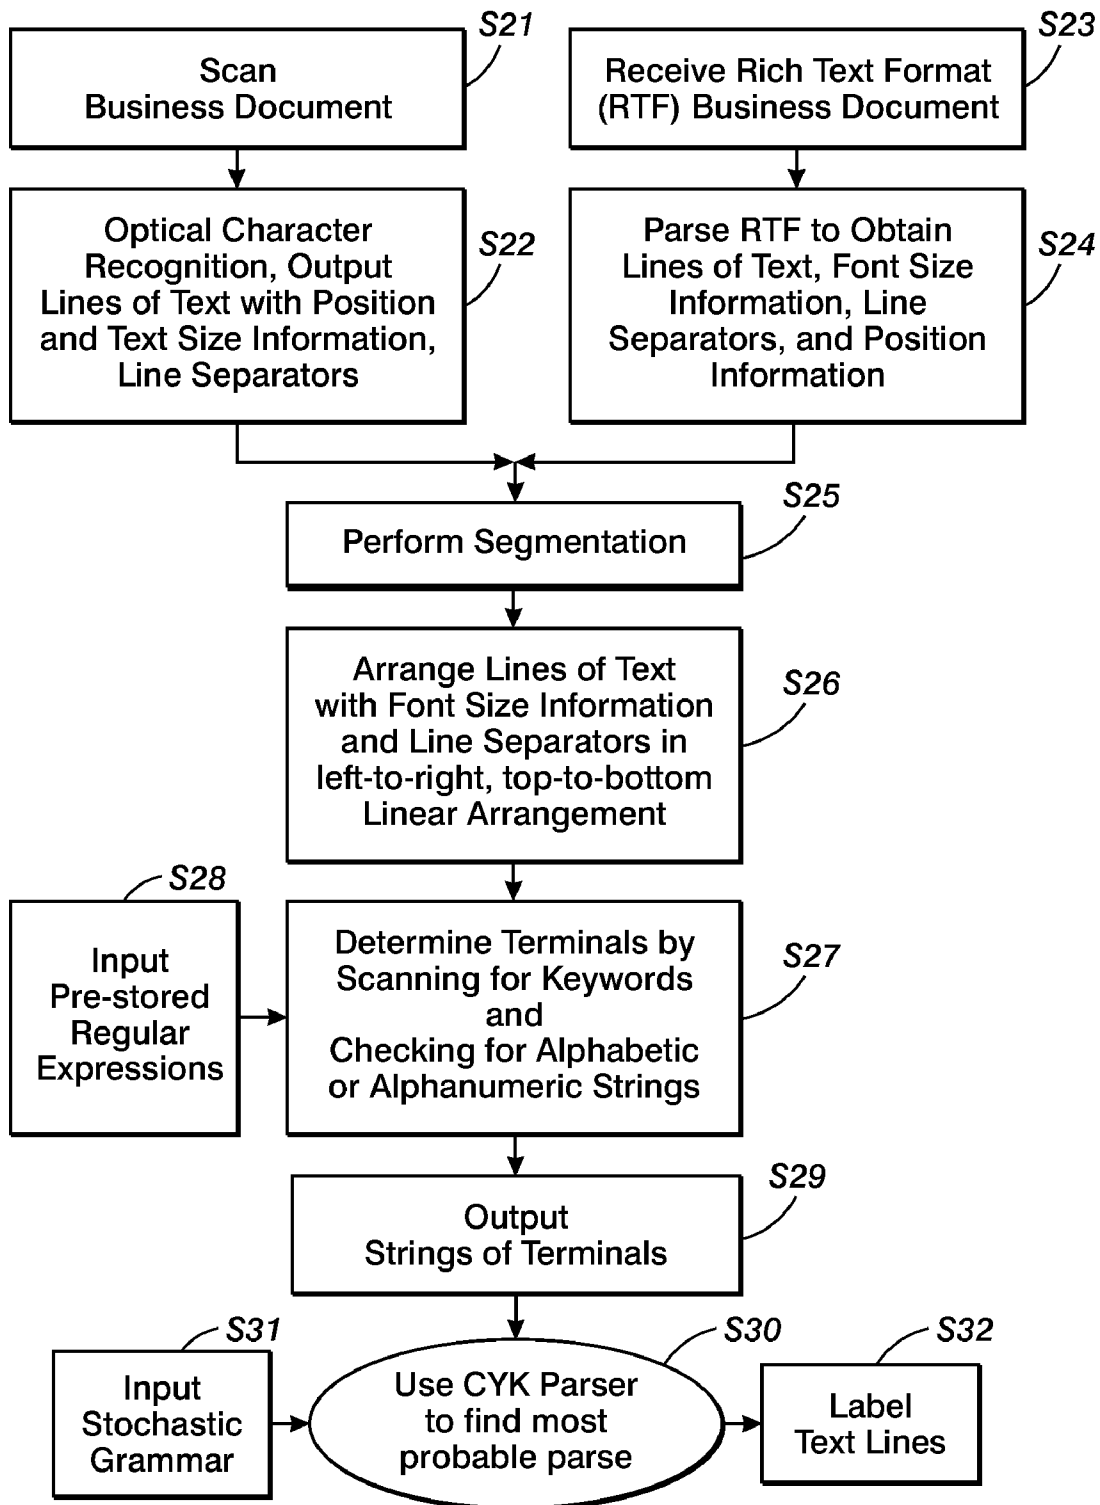 S21
Scan
Business Document
S23
Receive Rich Text Format
(RTF) Business Document
S22
Optical Character
Recognition, Output
Lines of Text with Position
and Text Size Information,
Line Separators
S24
Parse RTF to Obtain
Lines of Text, Font Size
Information, Line
Separators, and Position
Information
S25
Perform Segmentation
S26
Arrange Lines of Text
with Font Size Information
and Line Separators in
left-to-right, top-to-bottom
Linear Arrangement
S28
Input
Pre-stored
Regular
Expressions
S27
Determine Terminals by
Scanning for Keywords
and
Checking for Alphabetic
or Alphanumeric Strings
S29
Output
Strings of Terminals
S31
Input
Stochastic
Grammar
S30
Use CYK Parser
to find most
probable parse
S32
Label
Text Lines